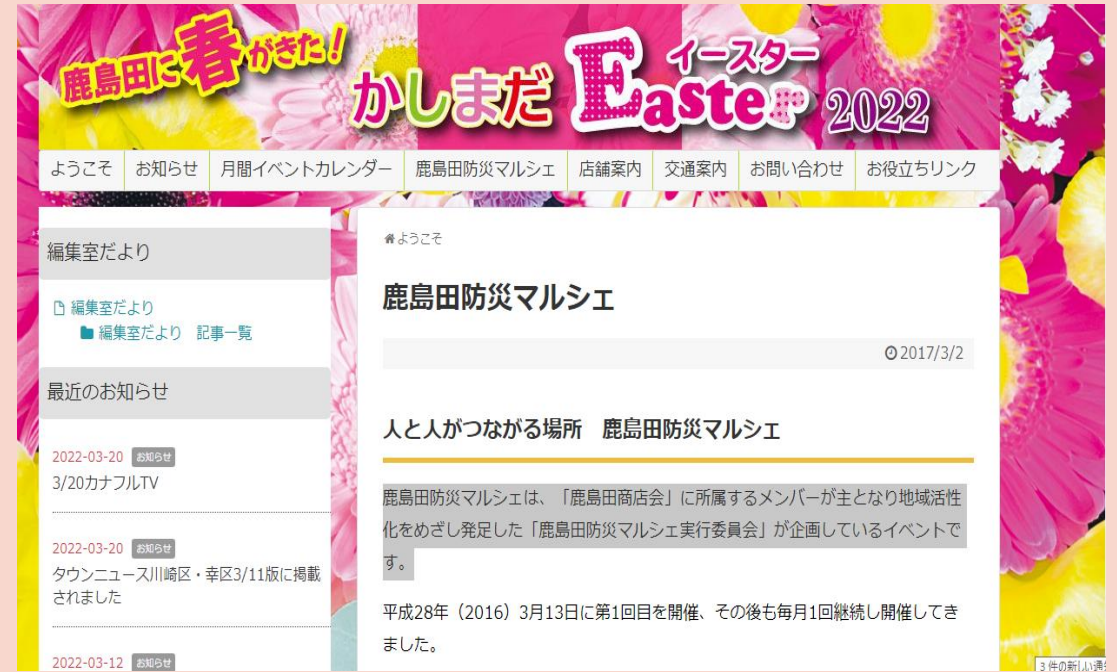 鹿島田に春がきた!
かしまだ Easter イースター 2022
ようこそ お知らせ 月間イベントカレンダー 鹿島田防災マルシェ 店舗案内 交通案内 お問い合わせ お役立ちリンク
編集室だより
編集室だより
編集室だより 記事一覧
最近のお知らせ
2022-03-20 お知らせ
3/20カナフルTV
2022-03-20 お知らせ
タウンニュース川崎区・幸区3/11版に掲載
されました
2022-03-12 お知らせ
ようこそ
鹿島田防災マルシェ
2017/3/2
人と人がつながる場所 鹿島田防災マルシェ
鹿島田防災マルシェは、「鹿島田商店会」に所属するメンバーが主となり地域活性
化をめざし発足した「鹿島田防災マルシェ実行委員会」が企画しているイベントで
す。
平成28年(2016)3月13日に第1回目を開催、その後も毎月1回継続し開催してき
ました。
3 件の新しい通